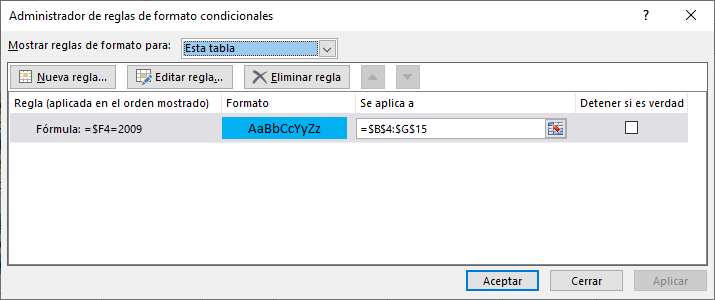 Administrador de reglas de formato condicionales ? ×
Mostrar reglas de formato para: Esta tabla
Nueva regla... Editar regla... Eliminar regla
Regla (aplicada en el orden mostrado) Formato Se aplica a Detener si es verdad
Fórmula: =$F4=2009 AaBbCcYyZz =$B$4:$G$15
Aceptar Cerrar Aplicar